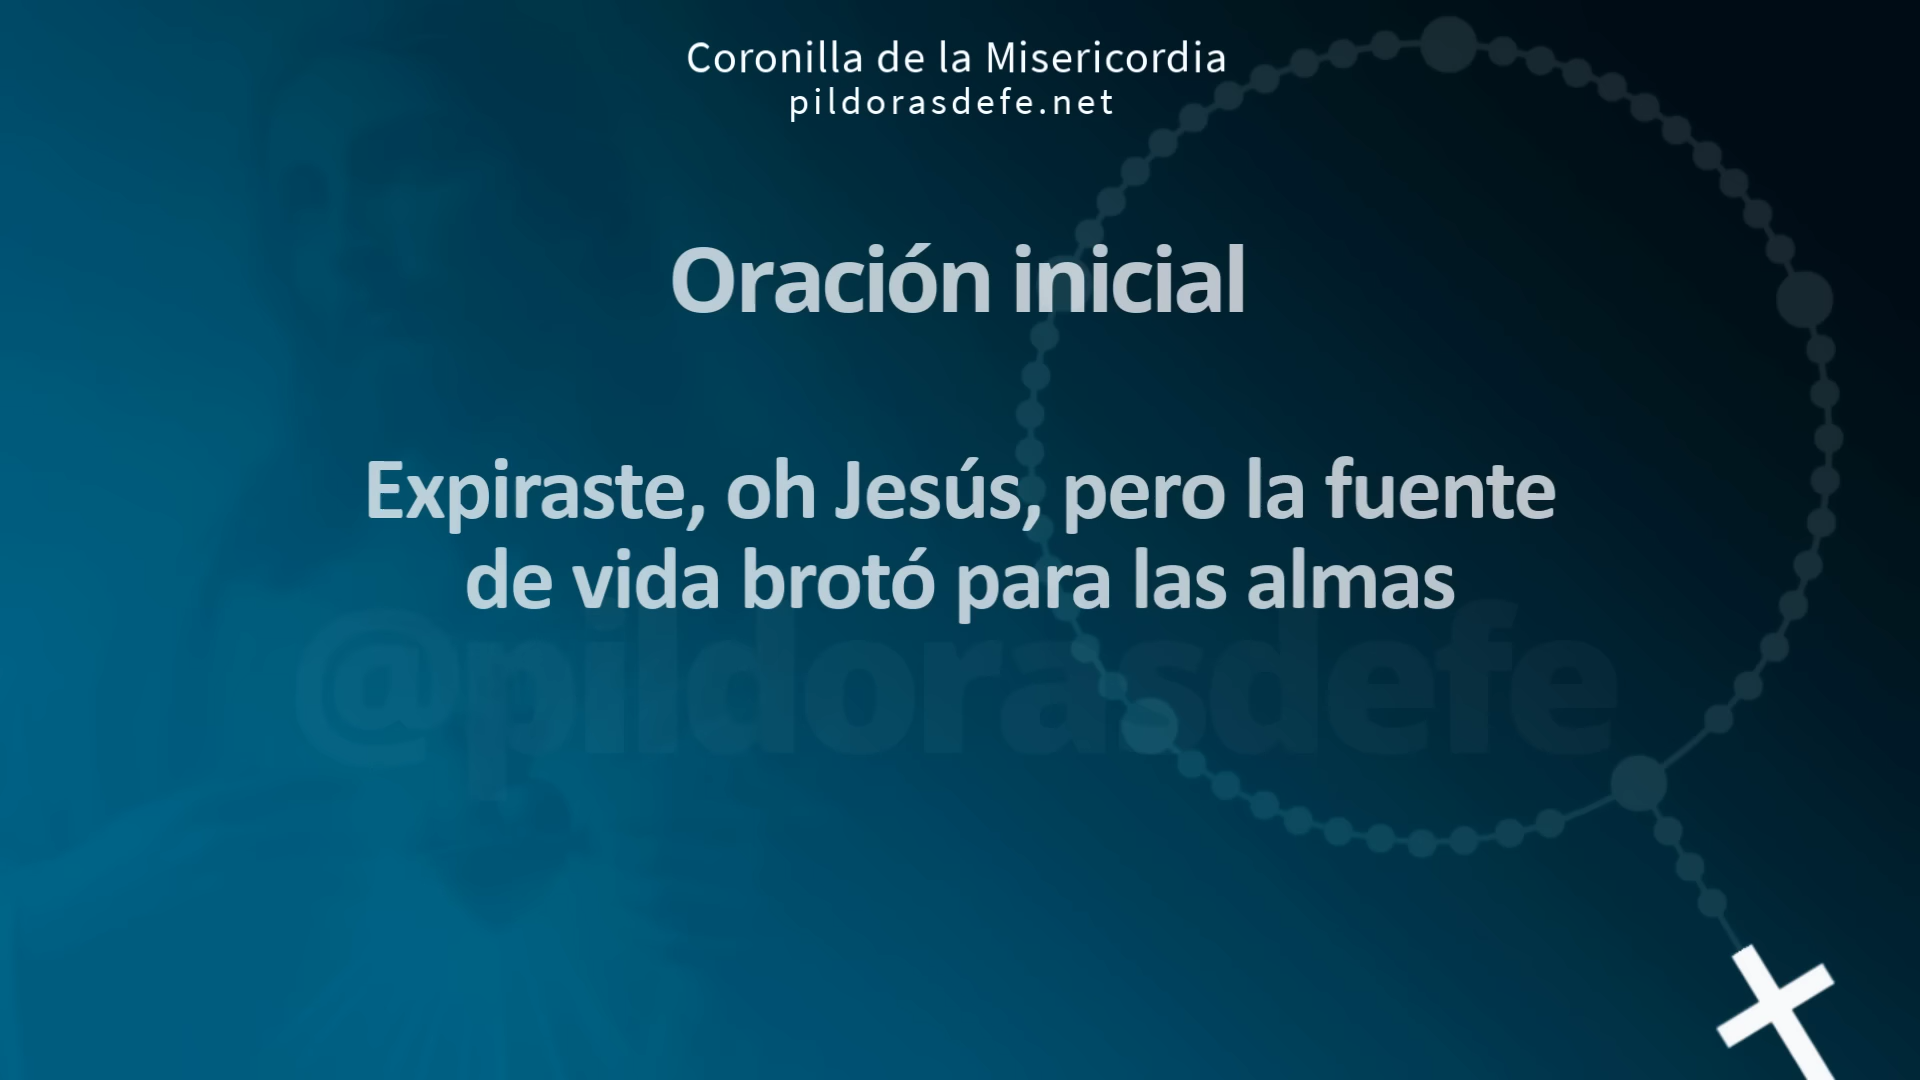 Coronilla de la Misericordia
pildorasdefe.net
Oración inicial
Expiraste, oh Jesús, pero la fuente
de vida brotó para las almas
@pildorasdefe